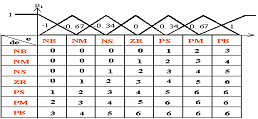 1
-1 -0.67 -0.34 0 0.34 0.67 1
e
de NB NM NS ZR PS PM PB
NB 0 0 0 0 1 2 3
NM 0 0 0 1 2 3 4
NS 0 0 1 2 3 4 5
ZR 0 1 2 3 4 5 6
PS 1 2 3 4 5 6 6
PM 2 3 4 5 6 6 6
PB 3 4 5 6 6 6 6